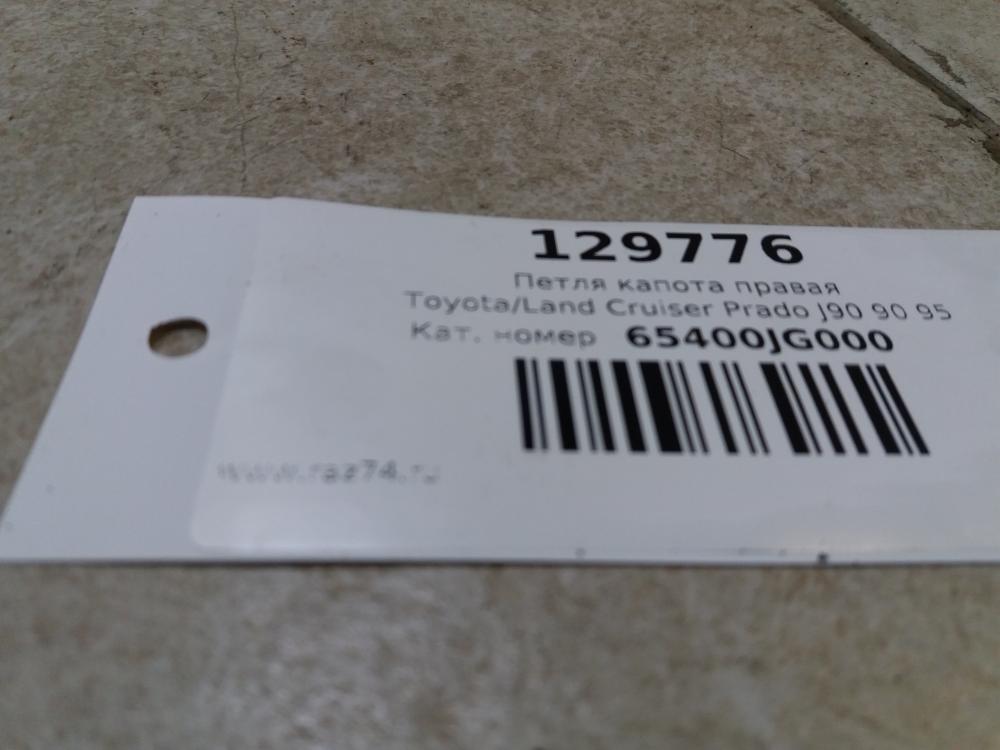 129776
Петля капота правая
Toyota/Land Cruiser Prado J90 90 95
Кат. номер 65400JG000
www.raz74.ru